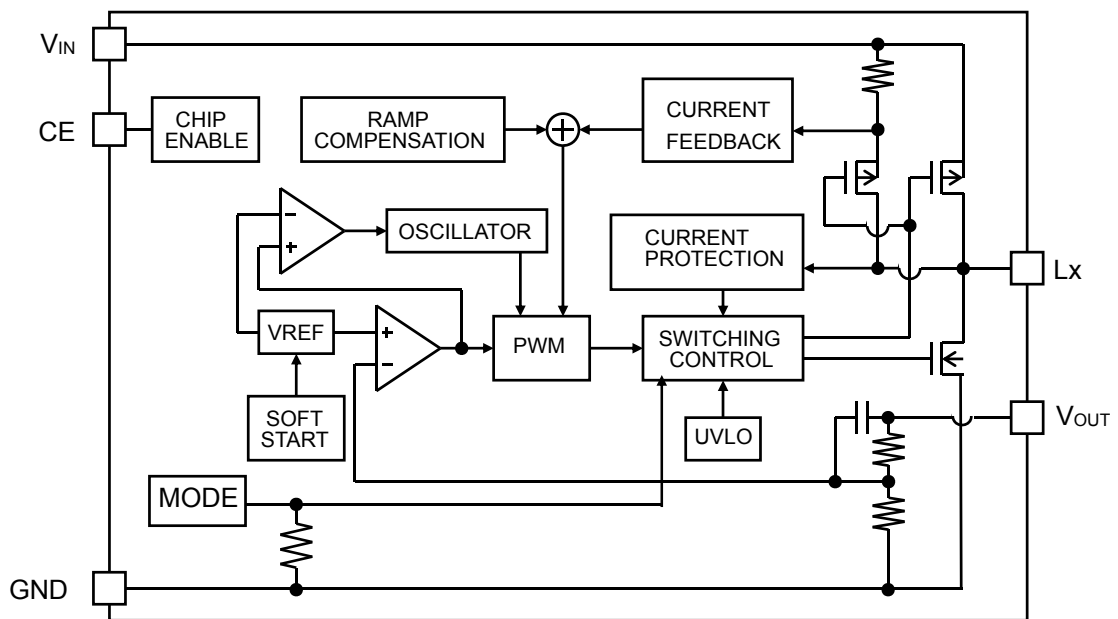 VIN
CE
CHIP
ENABLE
RAMP
COMPENSATION
+
CURRENT
FEEDBACK
−
+
OSCILLATOR
CURRENT
PROTECTION
Lx
VREF
+
−
PWM
SWITCHING
CONTROL
SOFT
START
UVLO
VOUT
MODE
GND